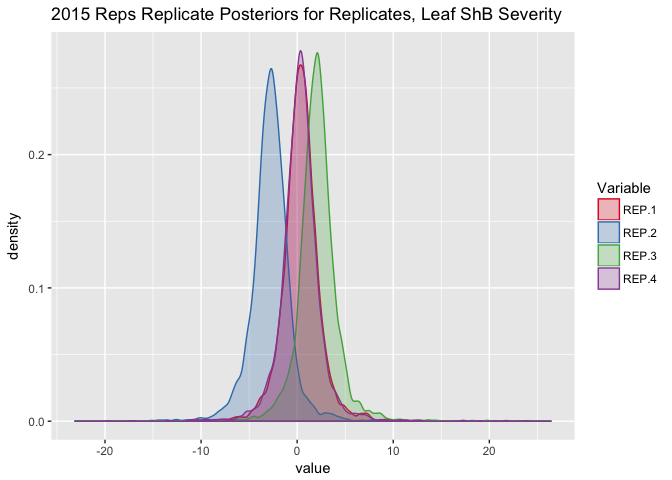 2015 Reps Replicate Posteriors for Replicates, Leaf ShB Severity
density
0.2
0.1
0.0
-20
-10
0
10
20
value
Variable
REP.1
REP.2
REP.3
REP.4